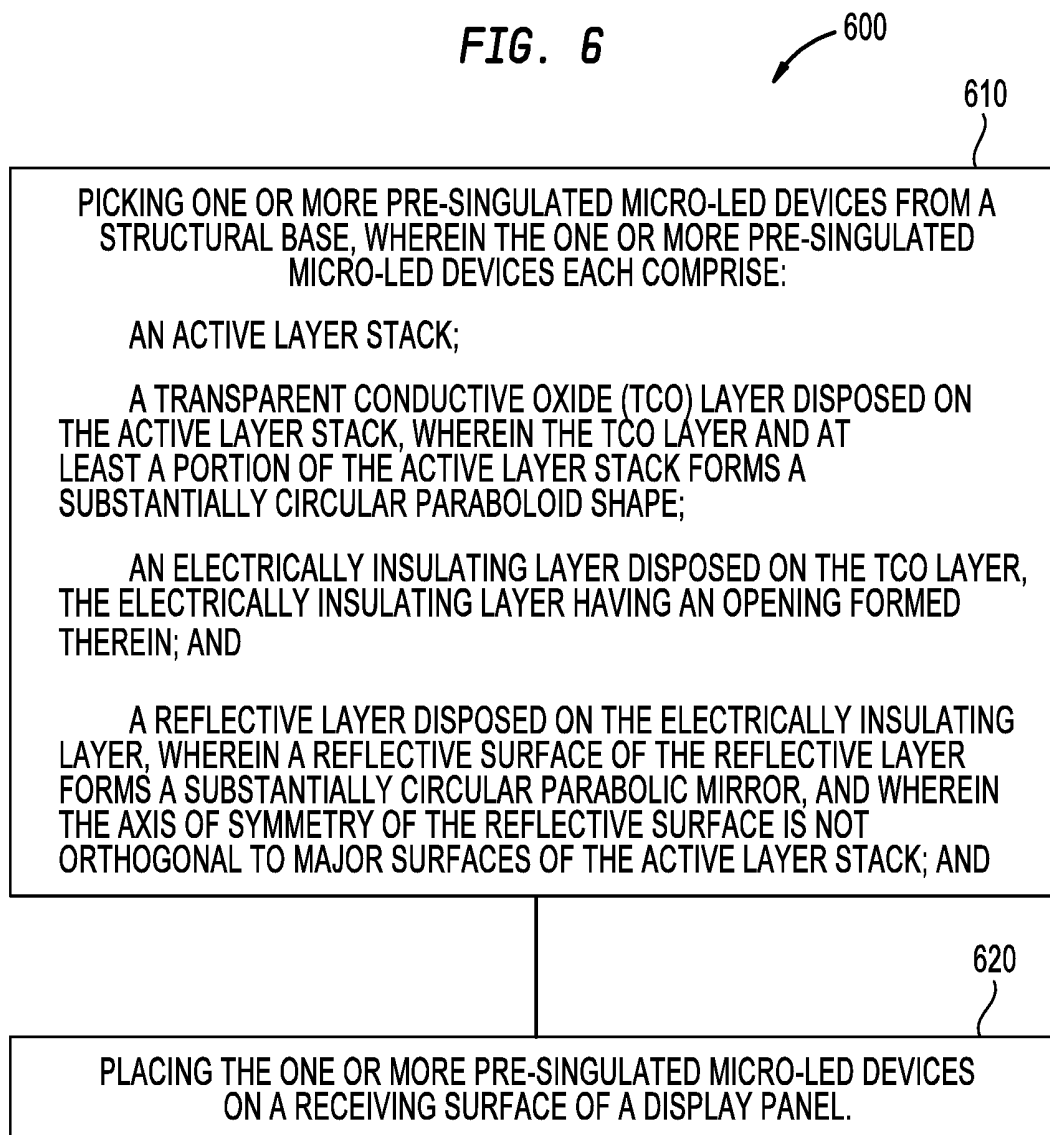 FIG. 6
600
610
PICKING ONE OR MORE PRE-SINGULATED MICRO-LED DEVICES FROM A
STRUCTURAL BASE, WHEREIN THE ONE OR MORE PRE-SINGULATED
MICRO-LED DEVICES EACH COMPRISE:
AN ACTIVE LAYER STACK;
A TRANSPARENT CONDUCTIVE OXIDE (TCO) LAYER DISPOSED ON
THE ACTIVE LAYER STACK, WHEREIN THE TCO LAYER AND AT
LEAST A PORTION OF THE ACTIVE LAYER STACK FORMS A
SUBSTANTIALLY CIRCULAR PARABOLOID SHAPE;
AN ELECTRICALLY INSULATING LAYER DISPOSED ON THE TCO LAYER,
THE ELECTRICALLY INSULATING LAYER HAVING AN OPENING FORMED
THEREIN; AND
A REFLECTIVE LAYER DISPOSED ON THE ELECTRICALLY INSULATING
LAYER, WHEREIN A REFLECTIVE SURFACE OF THE REFLECTIVE LAYER
FORMS A SUBSTANTIALLY CIRCULAR PARABOLIC MIRROR, AND WHEREIN
THE AXIS OF SYMMETRY OF THE REFLECTIVE SURFACE IS NOT
ORTHOGONAL TO MAJOR SURFACES OF THE ACTIVE LAYER STACK; AND
620
PLACING THE ONE OR MORE PRE-SINGULATED MICRO-LED DEVICES
ON A RECEIVING SURFACE OF A DISPLAY PANEL.